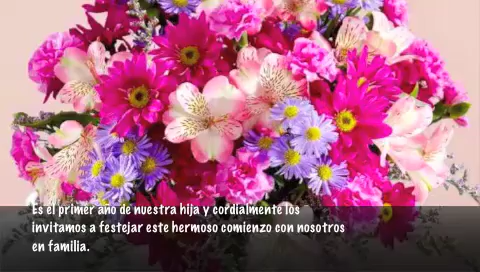 Es el primer año de nuestra hija y cordialmente los
invitamos a festejar este hermoso comienzo con nosotros
en familia.